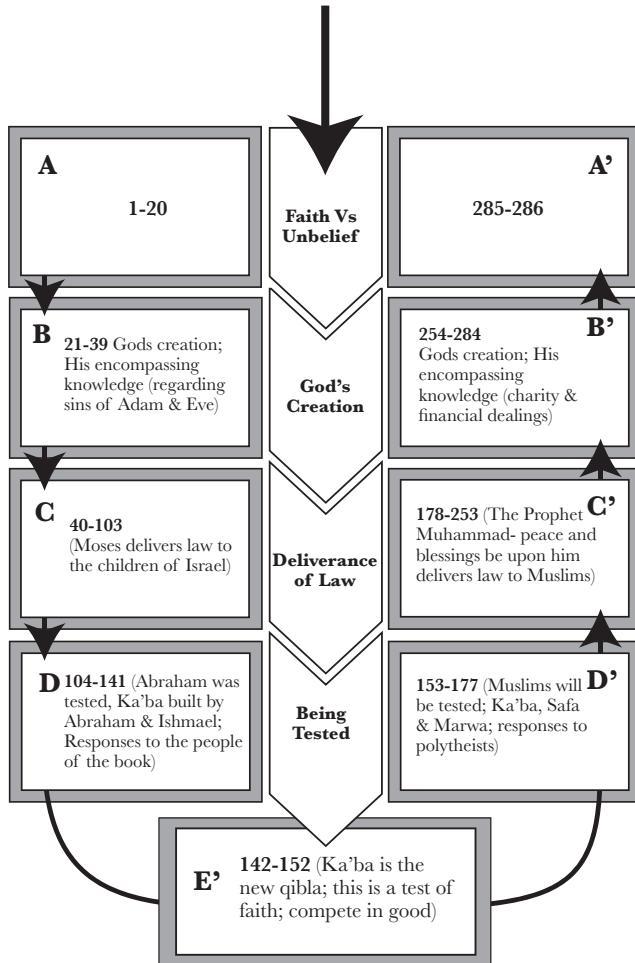 A
1-20
Faith Vs
Unbelief
A’
285-286
B
21-39 Gods creation;
His encompassing
knowledge (regarding
sins of Adam & Eve)
God’s
Creation
B’
254-284
Gods creation; His
encompassing
knowledge (charity &
financial dealings)
C
40-103
(Moses delivers law to
the children of Israel)
Deliverance
of Law
C’
178-253 (The Prophet
Muhammad- peace and
blessings be upon him
delivers law to Muslims)
D
104-141 (Abraham was
tested, Ka’ba built by
Abraham & Ishmael;
Responses to the people
of the book)
Being
Tested
D’
153-177 (Muslims will
be tested; Ka’ba, Safa
& Marwa; responses to
polytheists)
E’
142-152 (Ka’ba is the
new qibla; this is a test of
faith; compete in good)